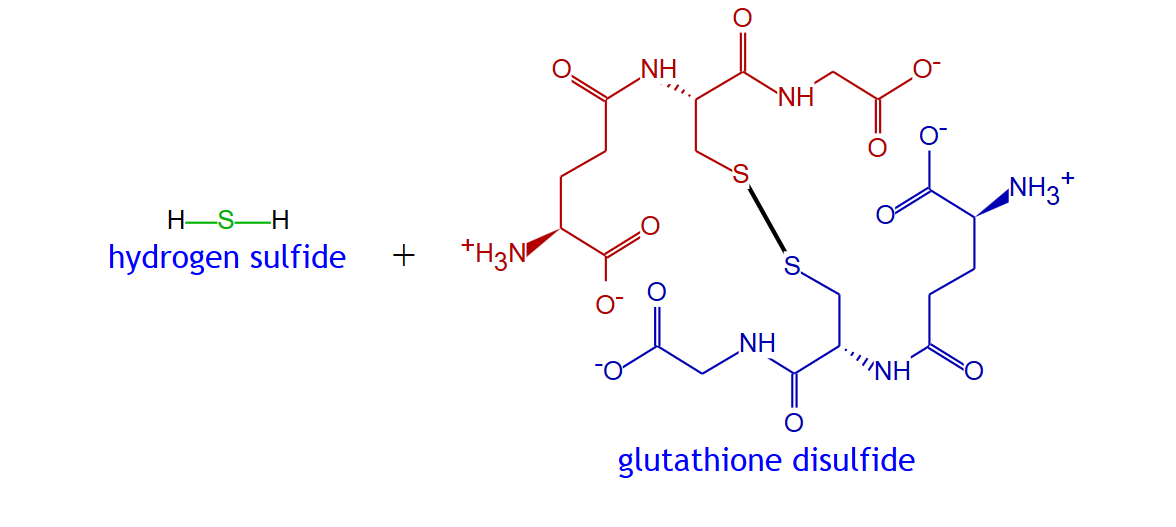 O
O
NH
O-
NH
O
O-
S
NH3+
H S H
O
O
hydrogen sulfide + +H3N
S
O
O-
NH
-O
NH
O
O
glutathione disulfide